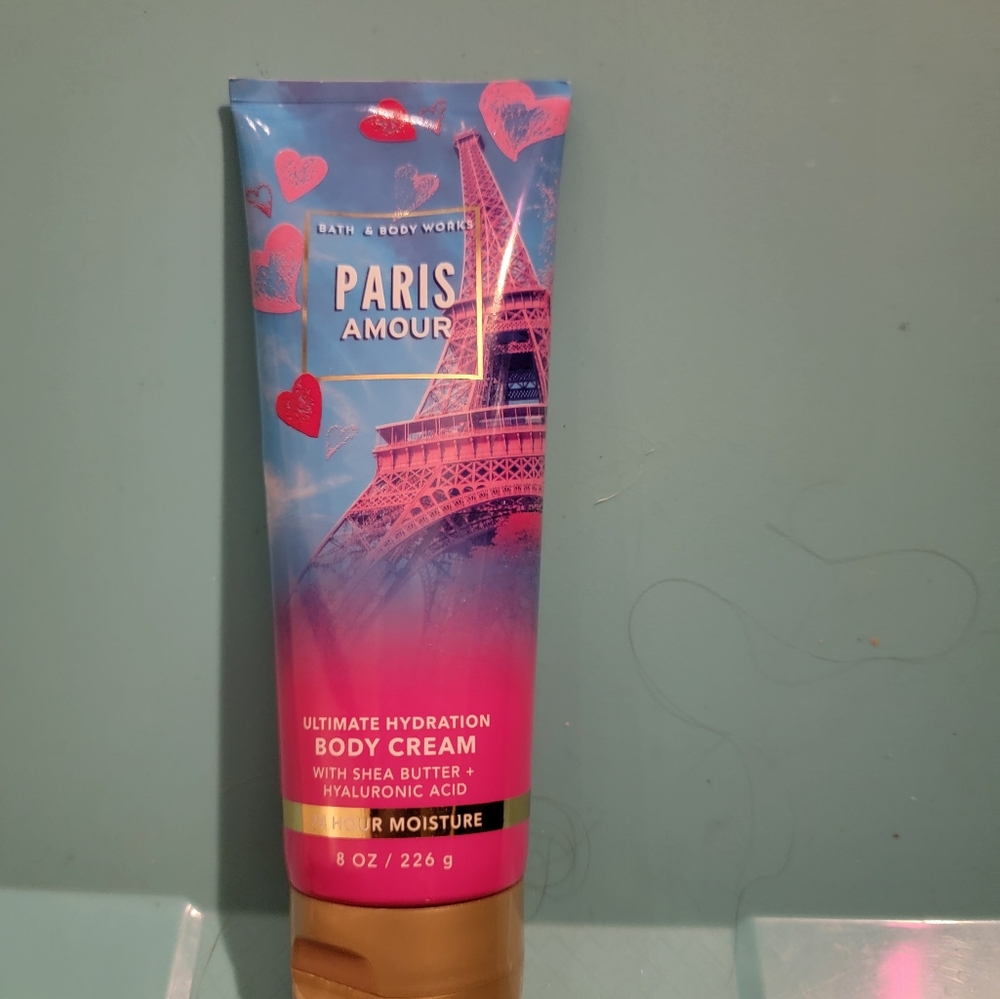 BATH & BODY WORKS
PARIS
AMOUR
ULTIMATE HYDRATION
BODY CREAM
WITH SHEA BUTTER +
HYALURONIC ACID
24 HOUR MOISTURE
8 OZ / 226 g